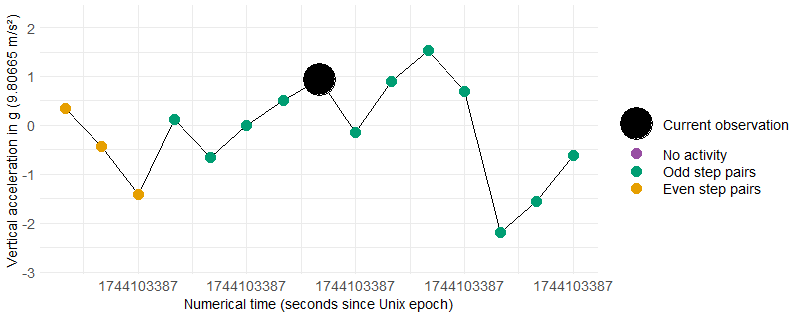 Vertical acceleration in g (9.80665 m/s²)
2
1
0
-1
-2
-3
1744103387 1744103387 1744103387 1744103387 1744103387
Numerical time (seconds since Unix epoch)
Current observation
No activity
Odd step pairs
Even step pairs